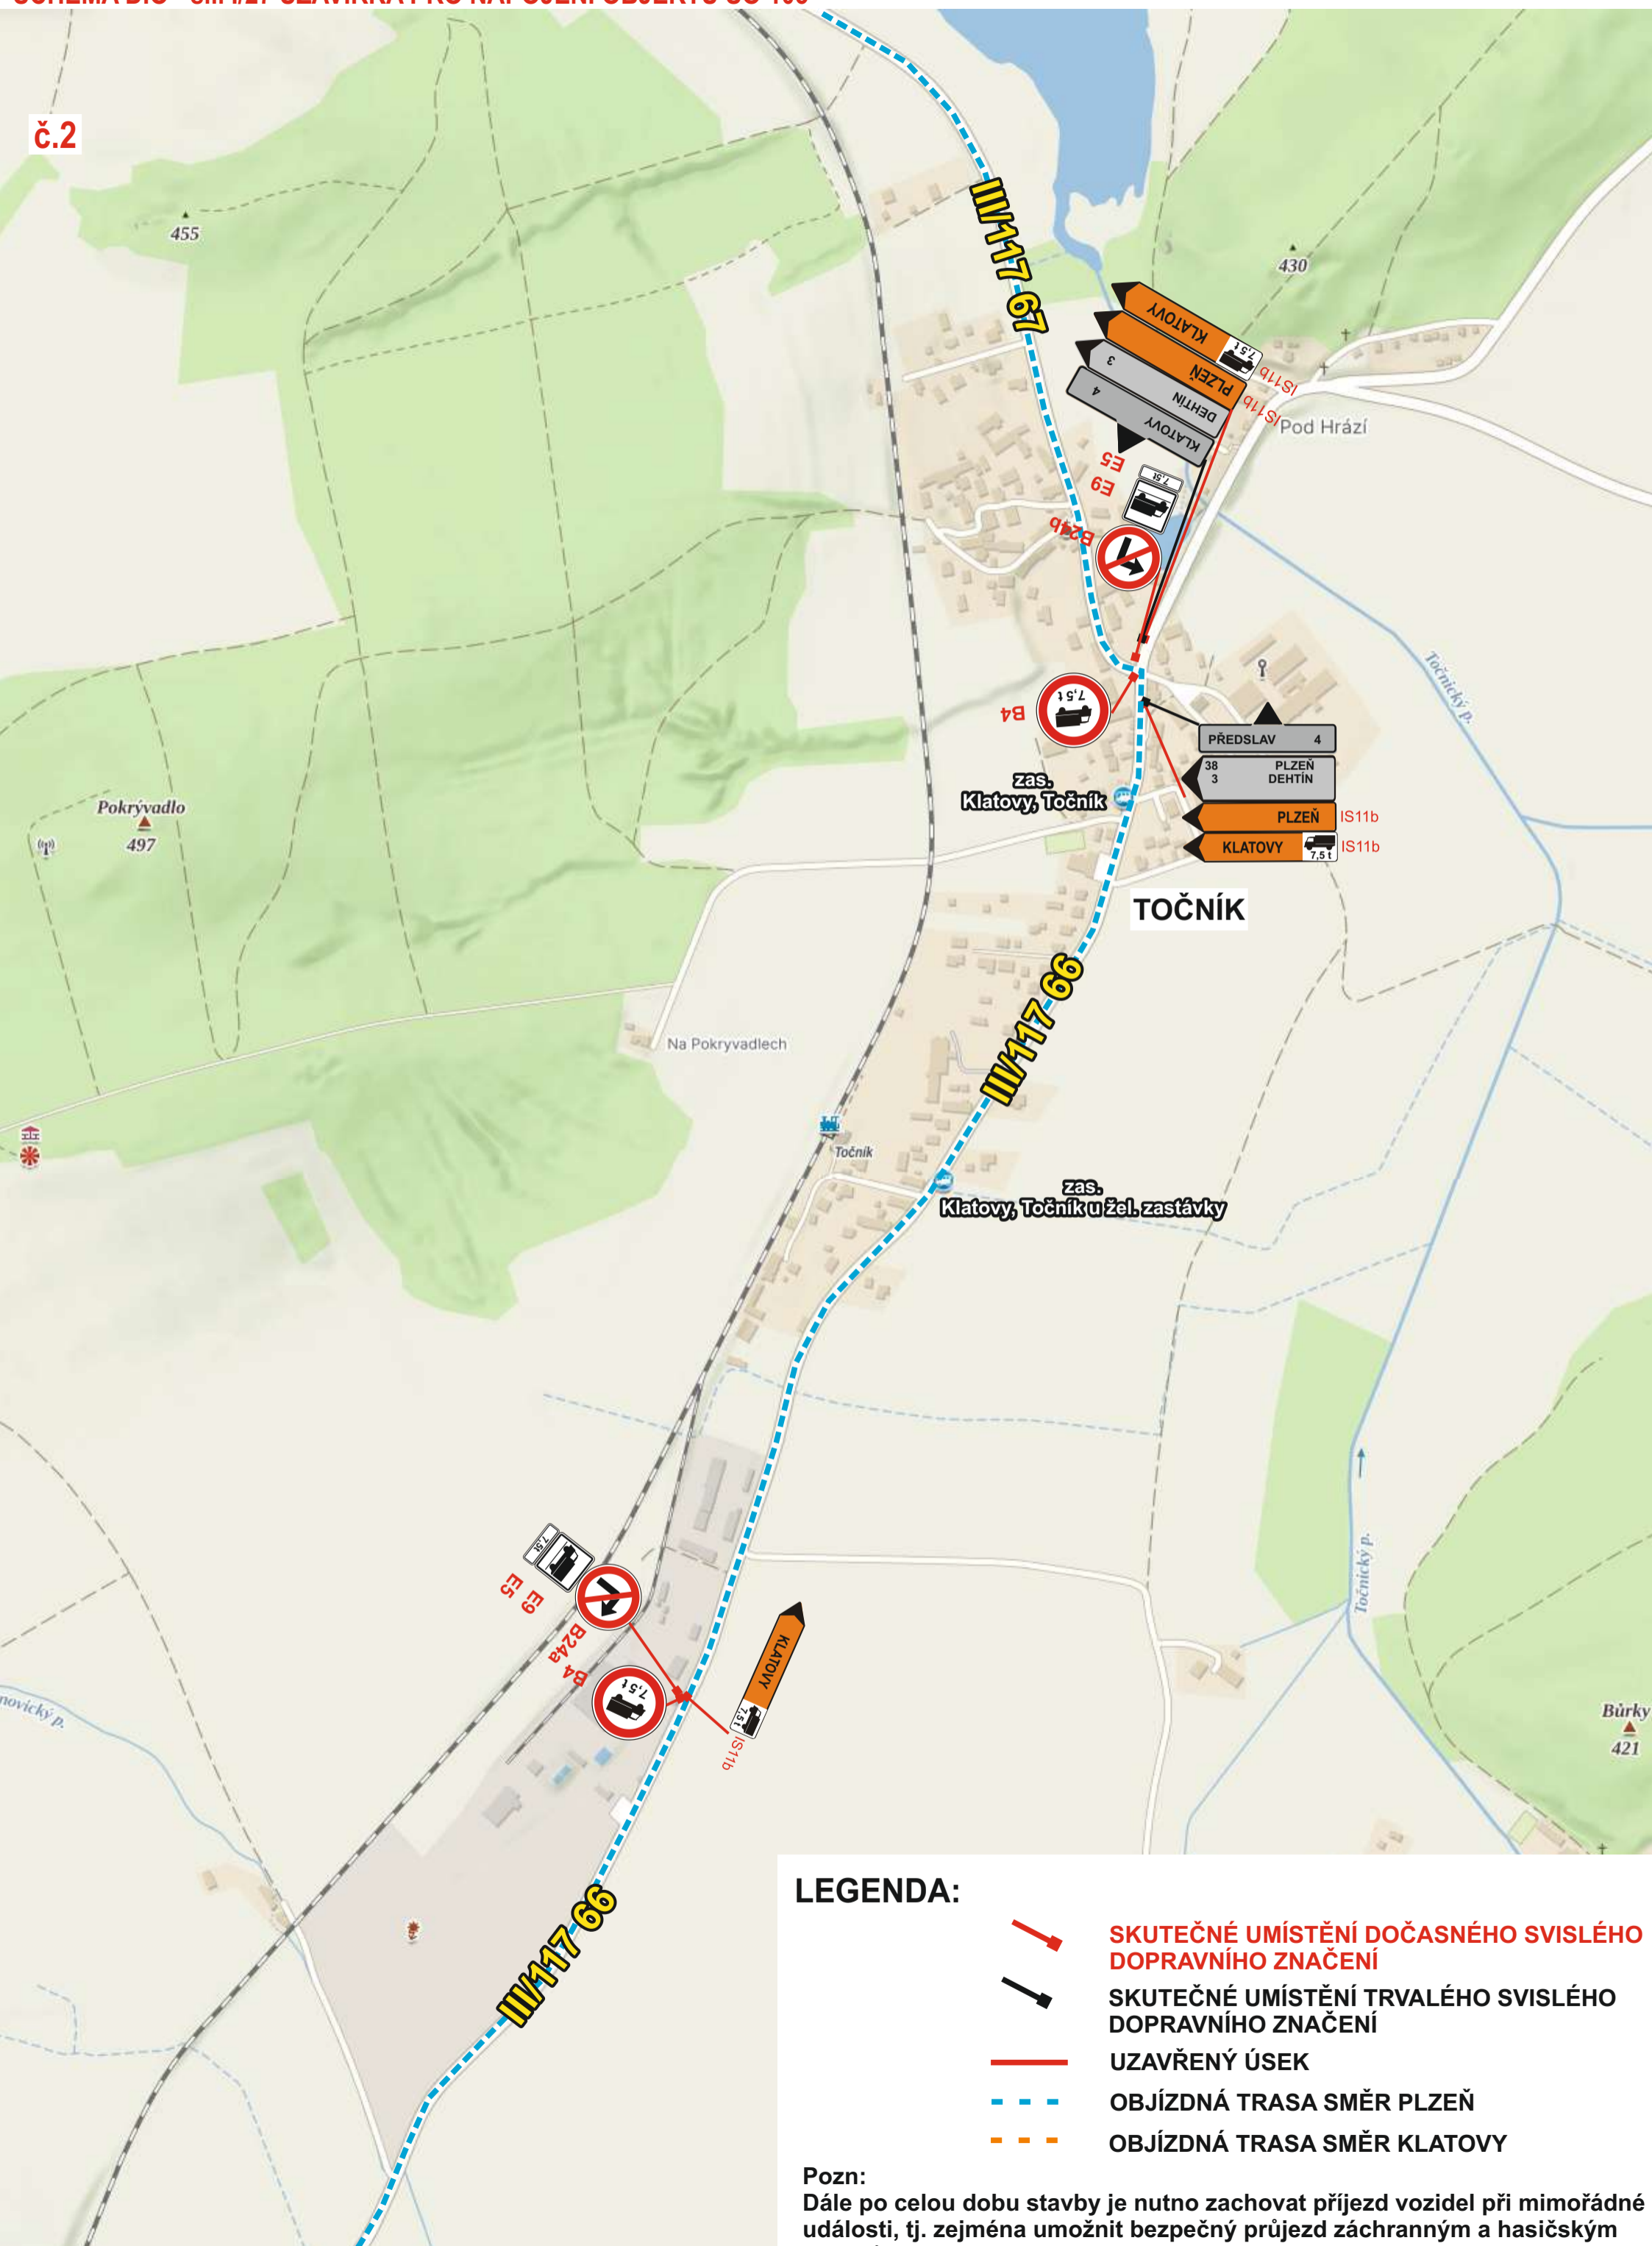 č.2
455
III/117 67
430
KLATOVY
7,5 t
IS11b
PLZEŇ
IS11b
3 DEHTÍN
4 KLATOVY
Pod Hrází
E5
E9
7,5t
B24b
Točnický p.
7,5 t
B4
PŘEDSLAV 4
38 PLZEŇ
3 DEHTÍN
PLZEŇ IS11b
KLATOVY 7,5 t IS11b
zas.
Klatovy, Točník
Pokrývadlo
497
TOČNÍK
III/117 66
Na Pokryvadlech
Točník
zas.
Klatovy, Točník u žel. zastávky
7,5t
E5
E9
B24a
B4
7,5 t
KLATOVY
7,5 t
IS11b
Točnický p.
novický p.
Bůrky
421
III/117 66
LEGENDA:
SKUTEČNÉ UMÍSTĚNÍ DOČASNÉHO SVISLÉHO
DOPRAVNÍHO ZNAČENÍ
SKUTEČNÉ UMÍSTĚNÍ TRVALÉHO SVISLÉHO
DOPRAVNÍHO ZNAČENÍ
UZAVŘENÝ ÚSEK
OBJÍZDNÁ TRASA SMĚR PLZEŇ
OBJÍZDNÁ TRASA SMĚR KLATOVY
Pozn:
Dále po celou dobu stavby je nutno zachovat příjezd vozidel při mimořádné
události, tj. zejména umožnit bezpečný průjezd záchranným a hasičským